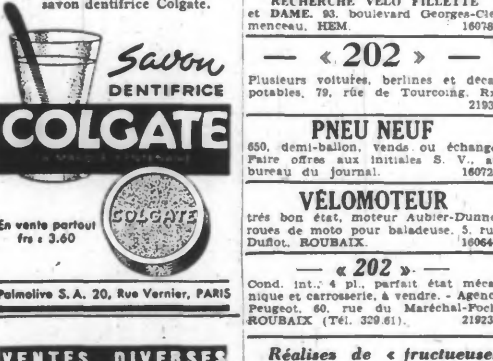 savon dentifrice Colgate.
Savon
DENTIFRICE
COLGATE
COLGATE
En vente partout
frs : 3.60
Palmolive S. A. 20, Rue Vernier, PARIS
VENTES DIVERSES
RECHERCHE VELO FILLETTE
et DAME. 93, boulevard Georges-Cle
menceau, HEM. 16078
— « 202 » —
Plusieurs voitures, berlines et déca
potables, 79, rue de Tourcoing, Rx
2193
PNEU NEUF
650, demi-ballon, vends ou échange
Faire offres aux initiales S. V., a
bureau du journal. 16072
VÉLOMOTEUR
très bon état, moteur Aubier-Dunne
roues de moto pour baladeuse. 5, ru
Duflot, ROUBAIX. 16064
— « 202 » —
Cond. int., 4 pl., parfait état méca
nique et carrosserie, à vendre. - Agenc
Peugeot, 60, rue du Maréchal-Foch
ROUBAIX (Tél. 329.61). 21923
Réalises de « fructueuse